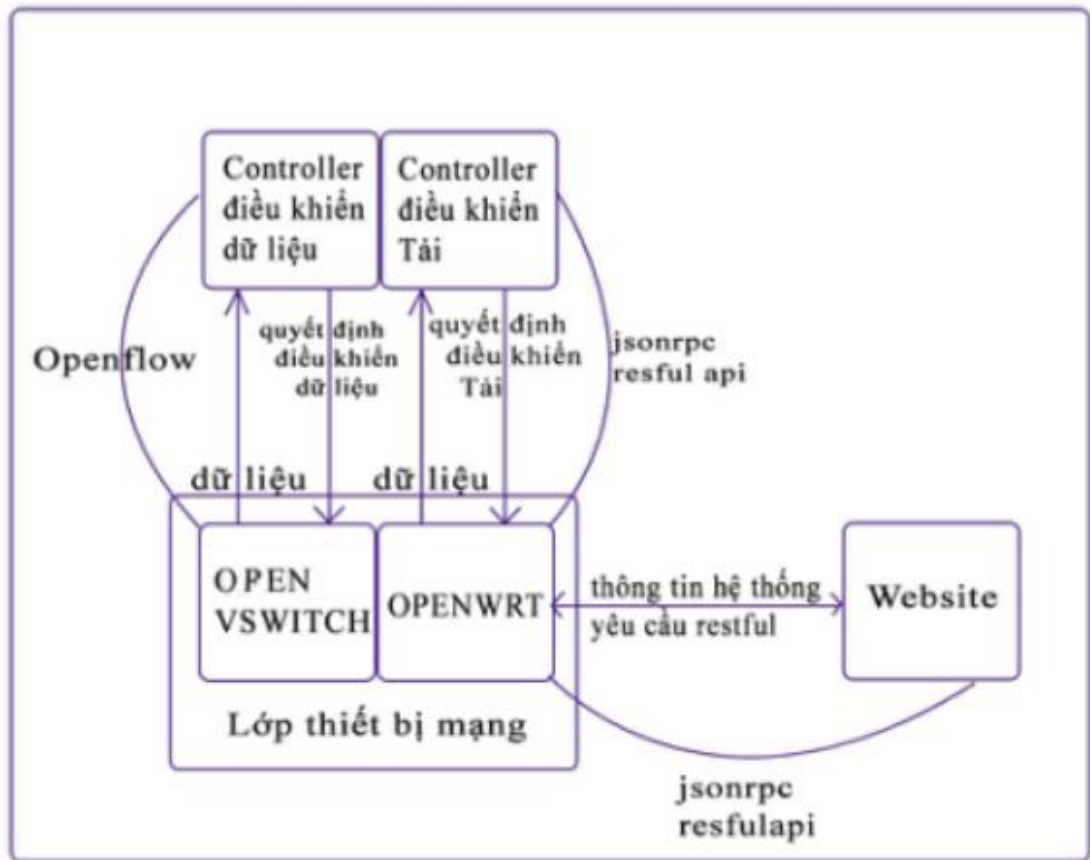 Controller
điều khiển
dữ liệu
Controller
điều khiển
Tải
Openflow
quyết định
điều khiển
dữ liệu
quyết định
điều khiển
Tải
jsonrpc
resful api
dữ liệu
dữ liệu
OPEN
VSWITCH
OPENWRT
thông tin hệ thống
yêu cầu restful
Website
Lớp thiết bị mạng
jsonrpc
resfulapi